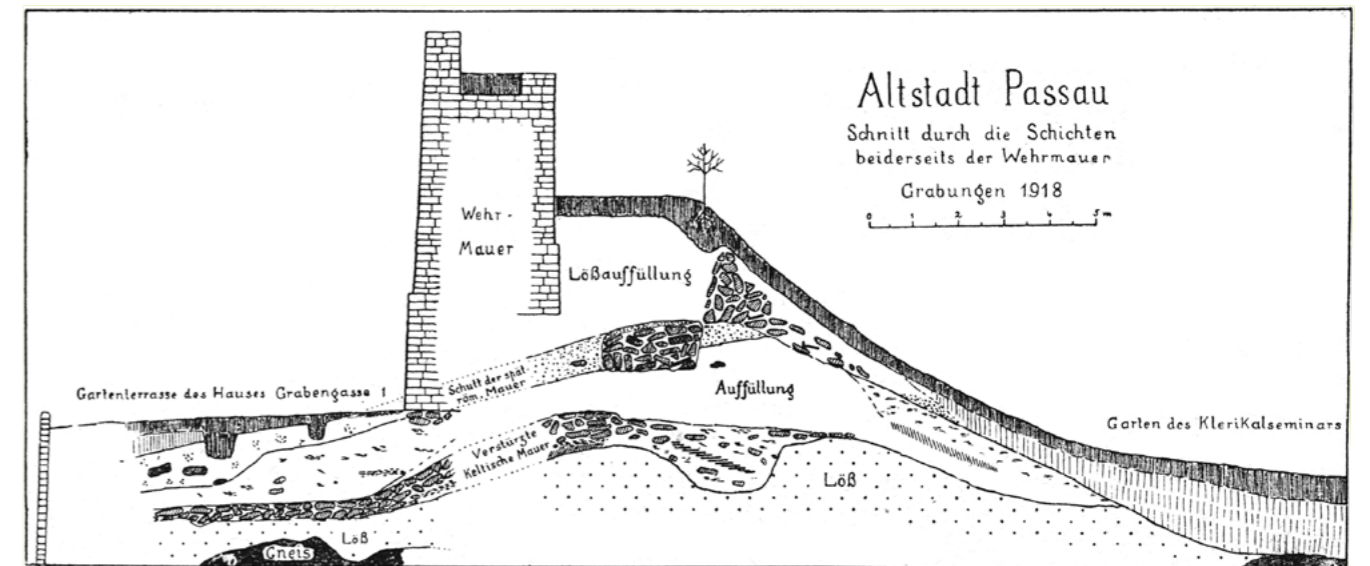 Altstadt Passau
Schnitt durch die Schichten
beiderseits der Wehrmauer
Grabungen 1918
0 1 2 3 4 5 m
Wehr-
Mauer
Lößauffüllung
Gartenterrasse des Hauses Grabengasse 1
Schutt der spät
röm. Mauer
Auffüllung
Garten des Klerikalseminars
Verstürzte
Keltische Mauer
Löß
Löß
Gneis